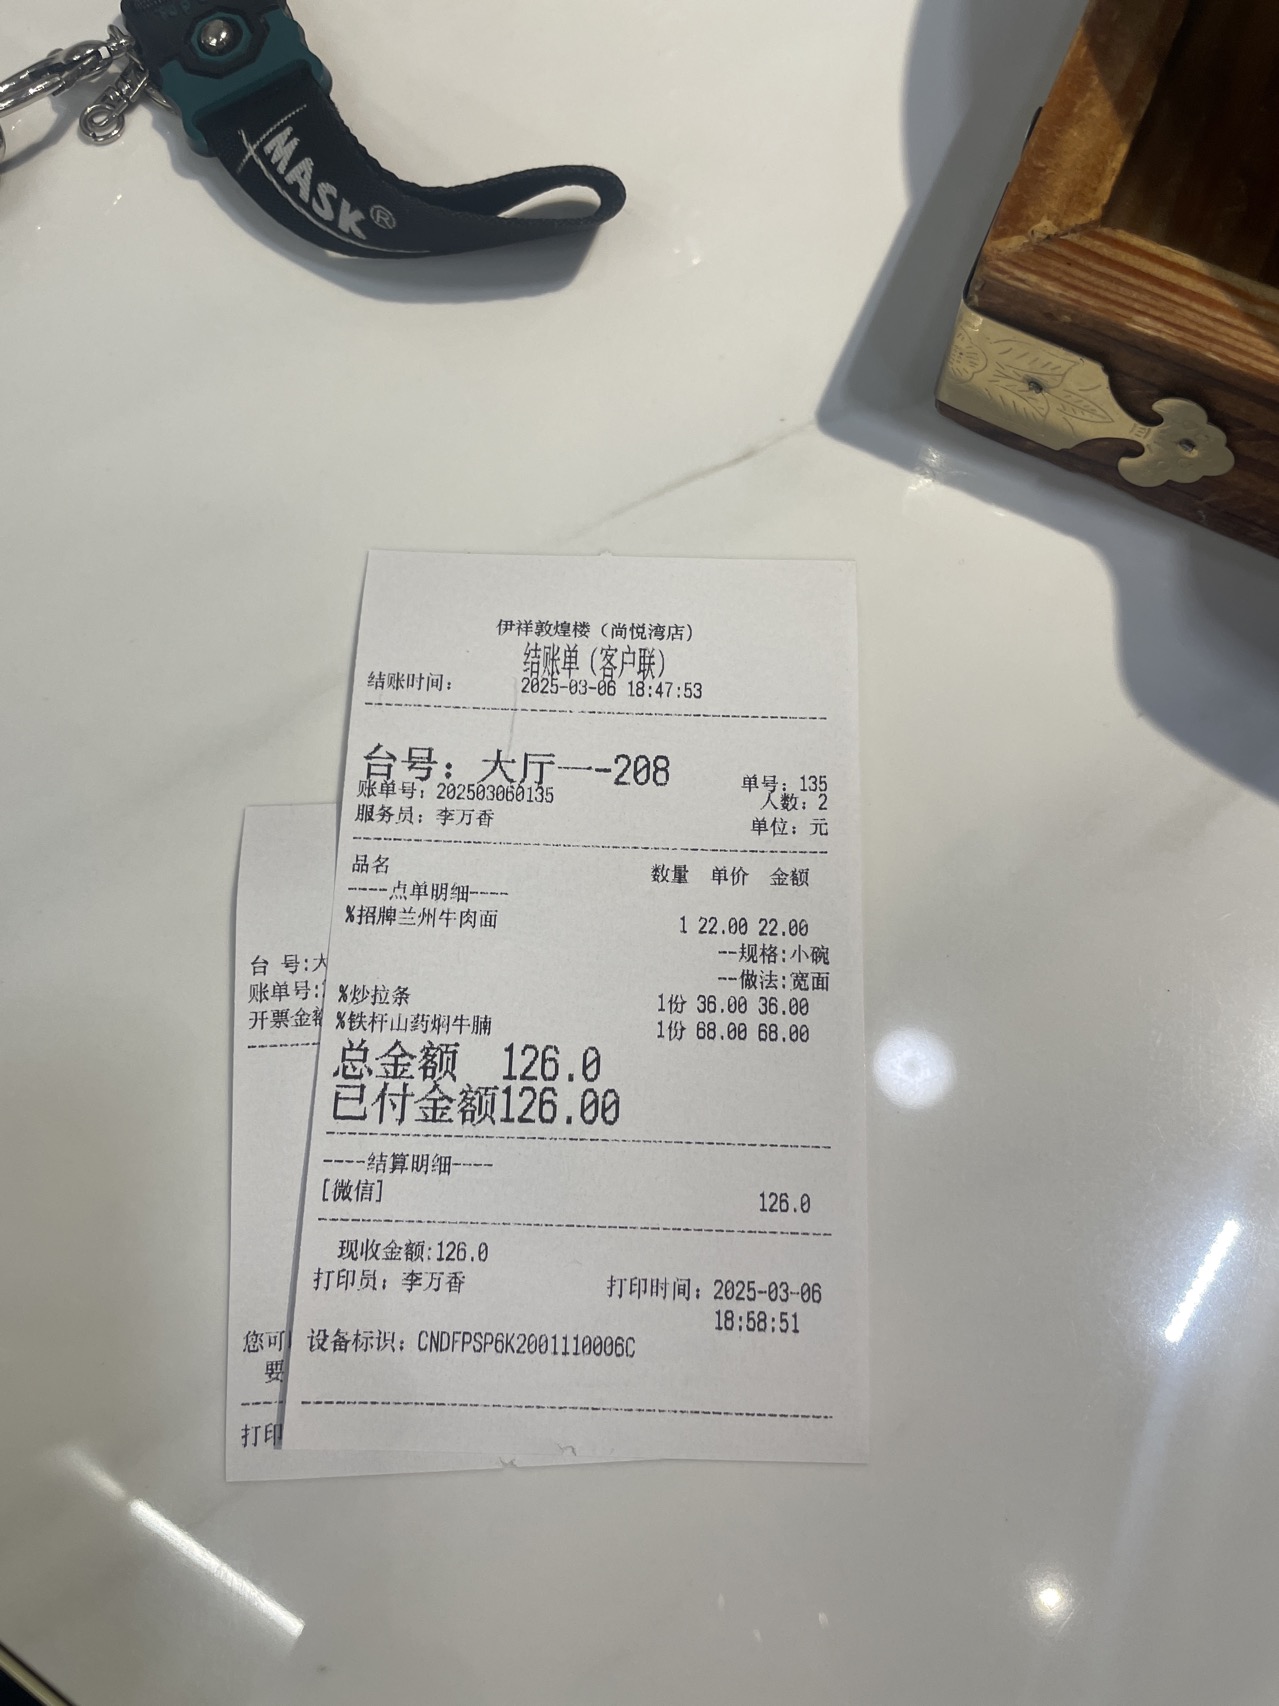 MASK®
伊祥敦煌楼（尚悦湾店）
结账单（客户联）
结账时间： 2025-03-06 18:47:53
台号：大厅一-208
单号：135
账单号：202503060135
人数：2
服务员：李万香
单位：元
品名 数量 单价 金额
----点单明细----
%招牌兰州牛肉面 1 22.00 22.00
--规格:小碗
--做法:宽面
%炒拉条 1份 36.00 36.00
%铁杆山药焖牛腩 1份 68.00 68.00
总金额 126.0
已付金额126.00
----结算明细----
[微信] 126.0
现收金额:126.0
打印员：李万香 打印时间：2025-03-06
18:58:51
设备标识：CNDFPSP6K2001110006C
台 号:大
账单号:
开票金额
您可
要
打印